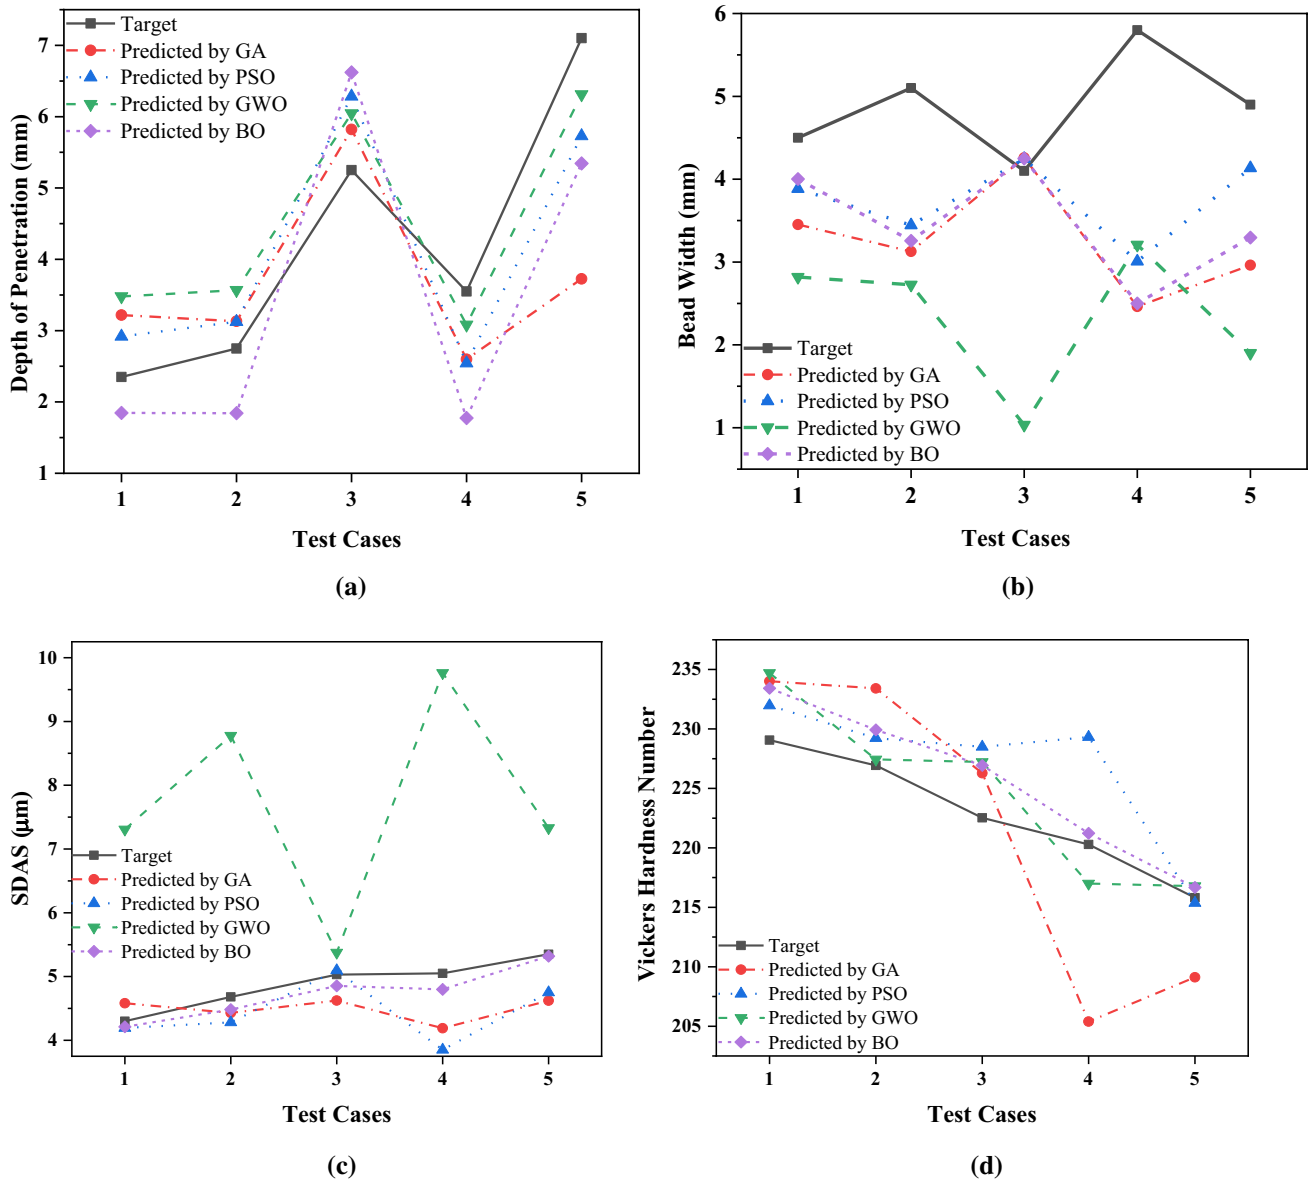 Target
Predicted by GA
Predicted by PSO
Predicted by GWO
Predicted by BO
7
6
5
4
3
2
1
Depth of Penetration (mm)
1 2 3 4 5
Test Cases
(a)
6
5
4
3
2
1
Bead Width (mm)
Target
Predicted by GA
Predicted by PSO
Predicted by GWO
Predicted by BO
1 2 3 4 5
Test Cases
(b)
10
9
8
7
6
5
4
SDAS (μm)
Target
Predicted by GA
Predicted by PSO
Predicted by GWO
Predicted by BO
1 2 3 4 5
Test Cases
(c)
235
230
225
220
215
210
205
Vickers Hardness Number
Target
Predicted by GA
Predicted by PSO
Predicted by GWO
Predicted by BO
1 2 3 4 5
Test Cases
(d)